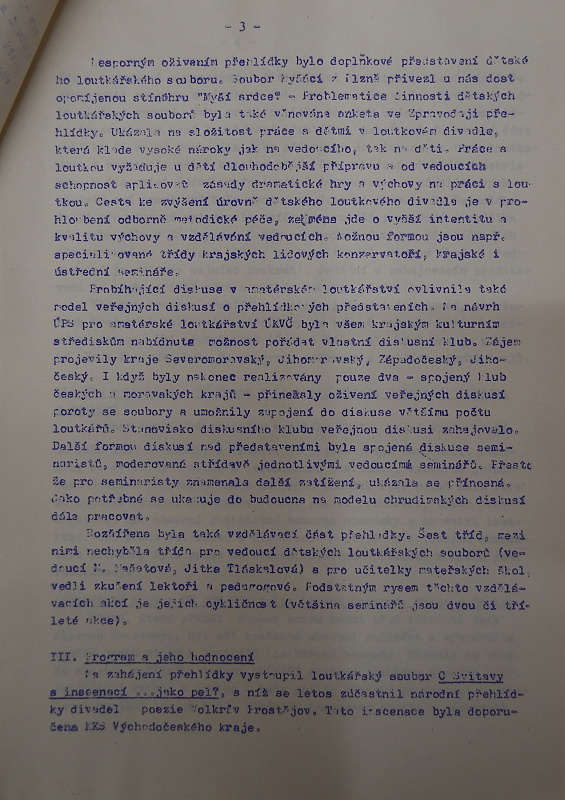 - 3 -
Nesporným oživením přehlídky bylo doplňkové představení dětské
ho loutkářského souboru. Soubor Myšáci z Plzně přivezl u nás dost
opomíjenou stínohru "Myší srdce" - Problematice činnosti dětských
loutkářských souborů byla také věnována anketa ve Zpravodaji pře-
hlídky. Ukázala na složitost práce s dětmi v loutkovém divadle,
která klade vysoké nároky jak na vedoucího, tak na děti. Práce s
loutkou vyžaduje u dětí dlouhodobější přípravu a od vedoucích
schopnost aplikovat zásady dramatické hry a výchovy na práci s lou-
tkou. Cesta ke zvýšení úrovně dětského loutkového divadla je v pro-
hloubení odborně metodické péče, zejména jde o vyšší intentitu a
kvalitu výchovy a vzdělávání vedoucích. Možnou formou jsou např.
specializované třídy krajských lidových konzervatoří, krajské i
ústřední semináře.
Probíhající diskuse v amatérském loutkářství ovlivnila také
model veřejných diskusí o přehlídkových představeních. Na návrh
ÚPS pro amatérské loutkářství ÚKVČ byla všem krajským kulturním
střediskům nabídnuta možnost pořádat vlastní diskusní klub. Zájem
projevily kraje Severomoravský, Jihomoravský, Západočeský, Jiho-
český. I když byly nakonec realizovány pouze dva - spojený klub
českých a moravských krajů - přinesly oživení veřejných diskusí
poroty se soubory a umožnily zapojení do diskuse většímu počtu
loutkářů. Stanovisko diskusního klubu veřejnou diskusi zahajovalo.
Další formou diskusí nad představeními byla spojená diskuse semi-
naristů, moderovaná střídavě jednotlivými vedoucími seminářů. Přesto
že pro seminaristy znamenala další zatížení, ukázala se přínosná.
Jako potřebné se ukazuje do budoucna na modelu chrudimských diskusí
dále pracovat.
Rozšířena byla také vzdělávací část přehlídky. Šest tříd, mezi
nimi nechyběla třída pro vedoucí dětských loutkářských souborů (ve-
doucí M. Mašatová, Jitka Tláskalová) a pro učitelky mateřských škol,
vedli zkušení lektoři a pedagogové. Podstatným rysem těchto vzdělá-
vacích akcí je jejich cykličnost (většina seminářů jsou dvou či tří-
leté akce).
III. Program a jeho hodnocení
Na zahájení přehlídky vystoupil loutkářský soubor C Svitavy
s inscenací ...jako pel?, s níž se letos zúčastnil národní přehlíd-
ky divadel poezie Wolkrův Prostějov. Tato inscenace byla doporu-
čena KKS Východočeského kraje.